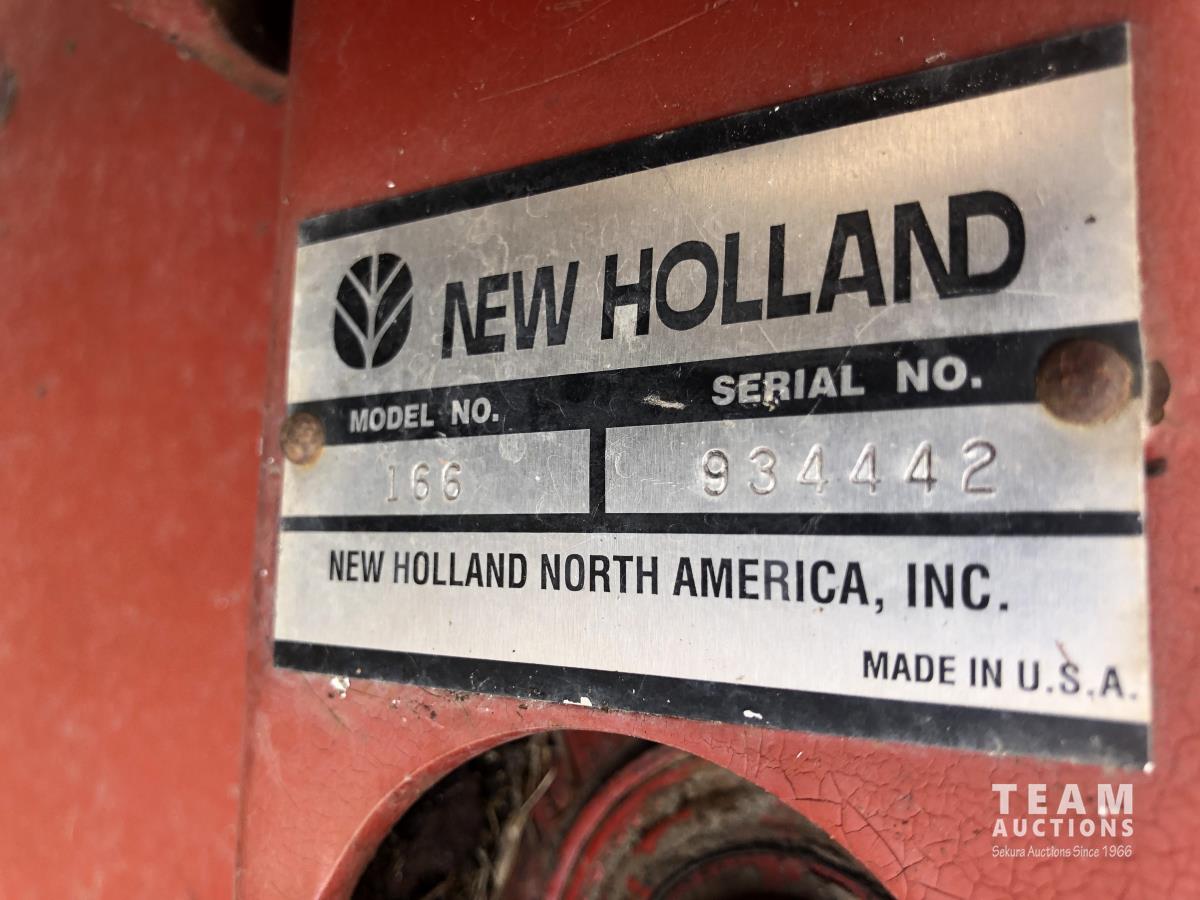 NEW HOLLAND
MODEL NO. SERIAL NO.
166 934442
NEW HOLLAND NORTH AMERICA, INC.
MADE IN U.S.A.
TEAM
AUCTIONS
Sekura Auctions Since 1966